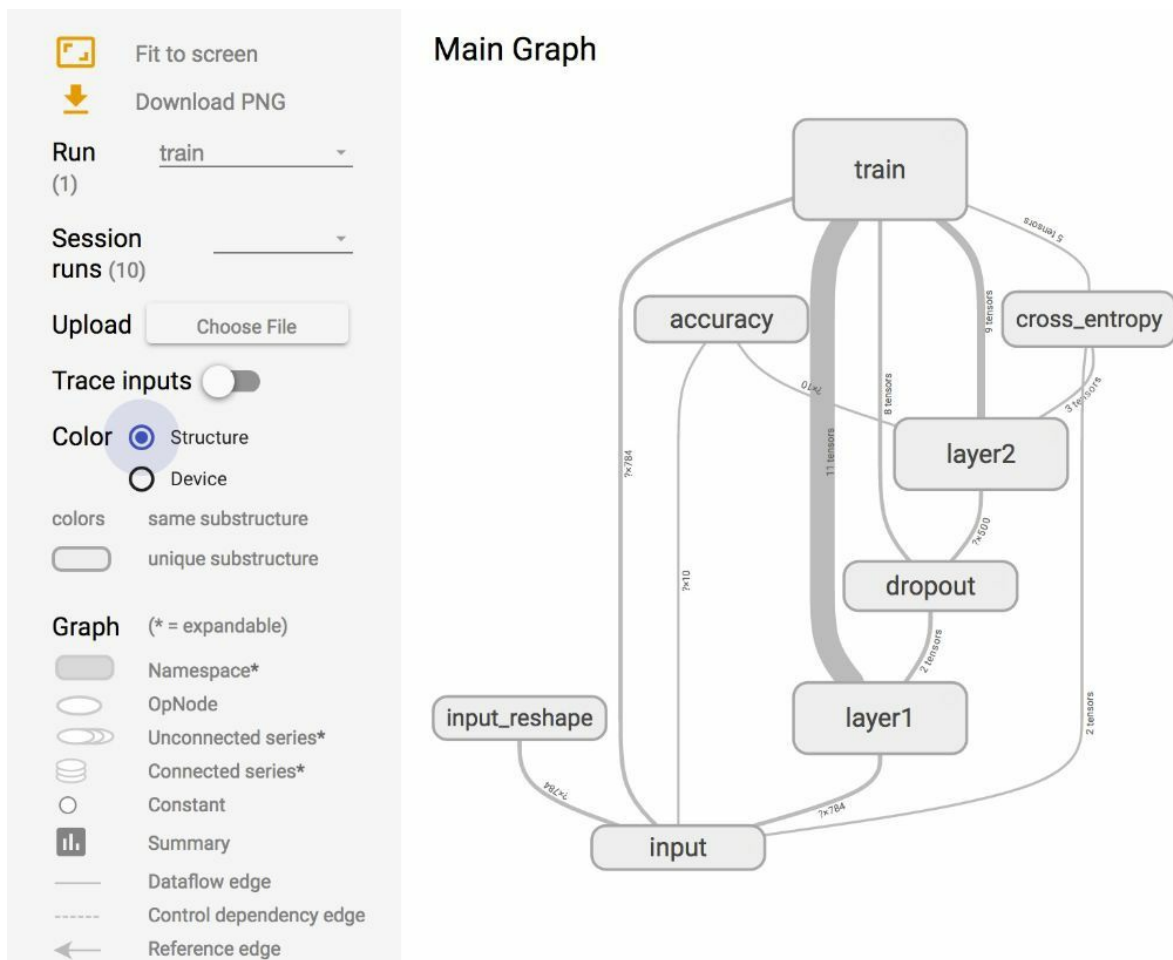 Fit to screen
Download PNG
Run
(1)
train
Session
runs (10)
Upload
Choose File
Trace inputs
Color
Structure
Device
colors
same substructure
unique substructure
Graph
(* = expandable)
Namespace*
OpNode
Unconnected series*
Connected series*
Constant
Summary
Dataflow edge
Control dependency edge
Reference edge
Main Graph
train
5 tensors
accuracy
cross_entropy
9 tensors
?×10
8 tensors
3 tensors
11 tensors
layer2
?×784
?×500
?×10
dropout
2 tensors
input_reshape
layer1
2 tensors
?×784
?×784
input